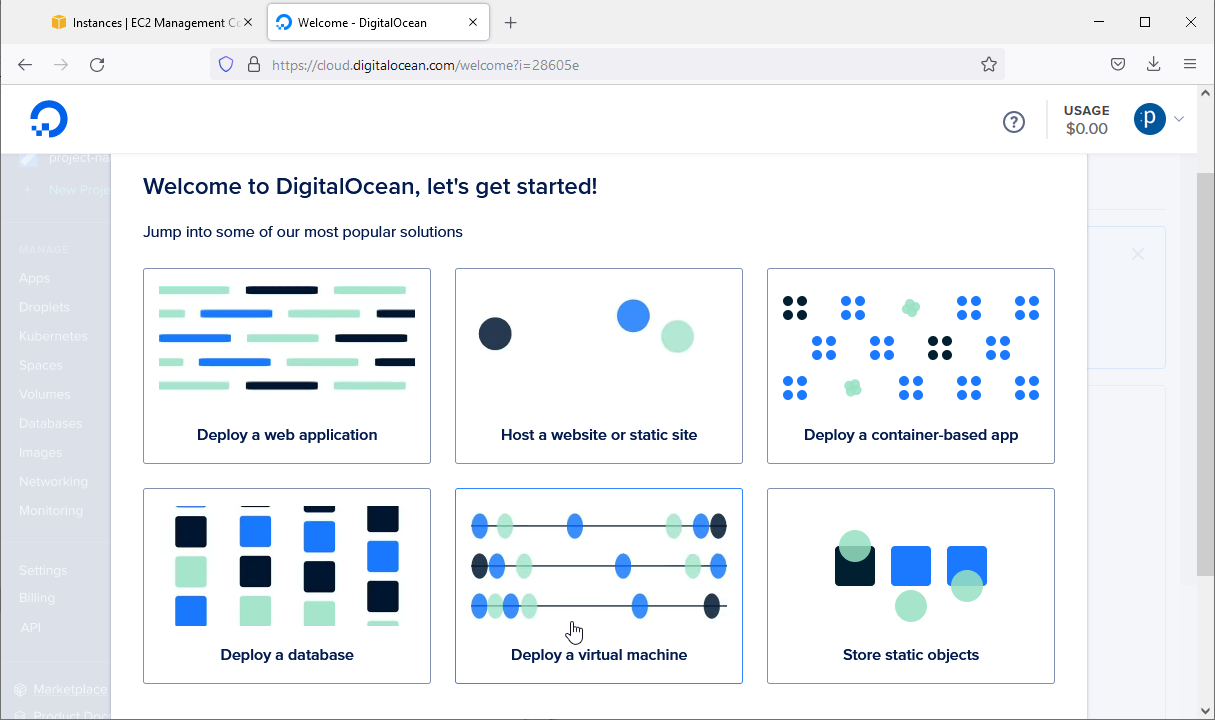 Instances | EC2 Management Co
Welcome - DigitalOcean
https://cloud.digitalocean.com/welcome?i=28605e
USAGE
$0.00
p
project-na
+ New Proje
Welcome to DigitalOcean, let's get started!
Jump into some of our most popular solutions
MANAGE
Apps
Droplets
Kubernetes
Spaces
Volumes
Databases
Images
Networking
Monitoring
Settings
Billing
API
Marketplace
Product Doc
Deploy a web application
Host a website or static site
Deploy a container-based app
Deploy a database
Deploy a virtual machine
Store static objects